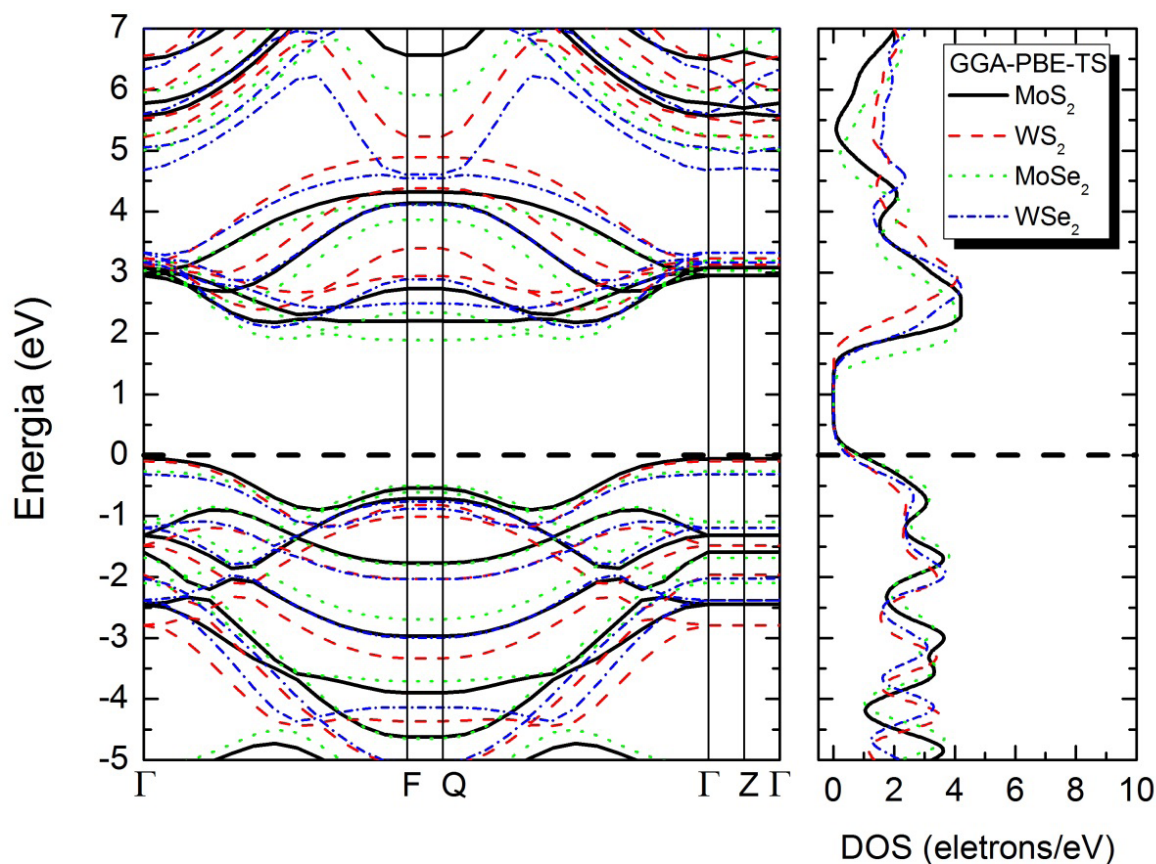 7
6
5
4
3
2
1
0
-1
-2
-3
-4
-5
Energia (eV)
Γ F Q Γ Z Γ
GGA-PBE-TS
MoS₂
WS₂
MoSe₂
WSe₂
0 2 4 6 8 10
DOS (eletrons/eV)